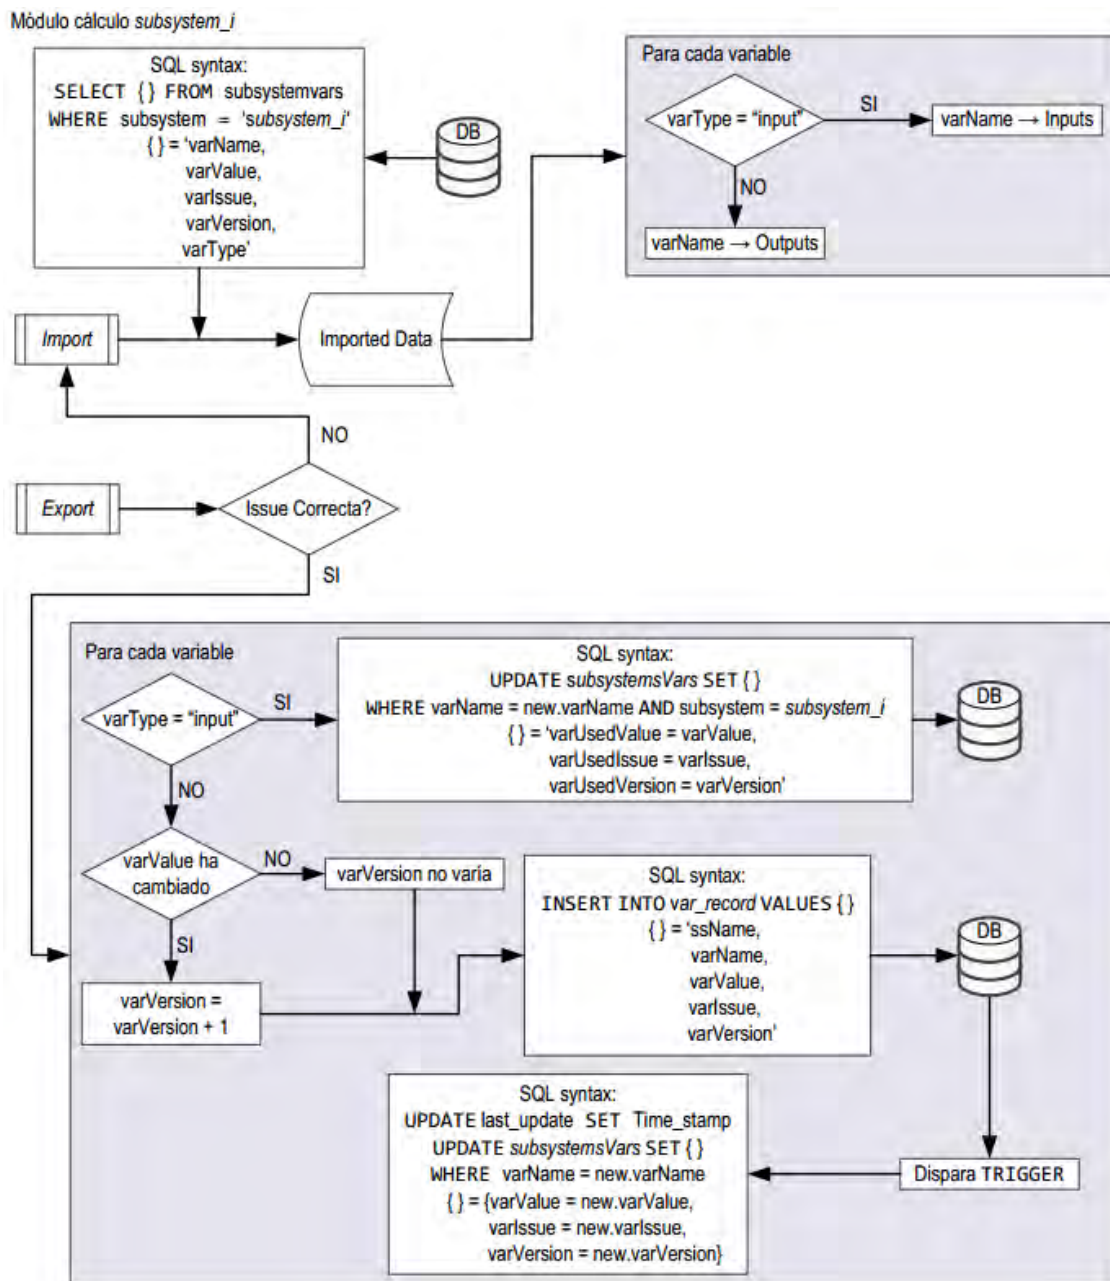 Módulo cálculo subsystem_i
SQL syntax:
SELECT { } FROM subsystemvars
WHERE subsystem = 'subsystem_i'
{ } = 'varName,
varValue,
varIssue,
varVersion,
varType'
DB
Para cada variable
varType = “input”
SI
varName → Inputs
NO
varName → Outputs
Import
Imported Data
NO
Export
Issue Correcta?
SI
Para cada variable
varType = “input”
SI
SQL syntax:
UPDATE subsystemsVars SET { }
WHERE varName = new.varName AND subsystem = subsystem_i
{ } = 'varUsedValue = varValue,
varUsedIssue = varIssue,
varUsedVersion = varVersion'
DB
NO
varValue ha
cambiado
NO
varVersion no varía
SI
varVersion =
varVersion + 1
SQL syntax:
INSERT INTO var_record VALUES { }
{ } = 'ssName,
varName,
varValue,
varIssue,
varVersion'
DB
Dispara TRIGGER
SQL syntax:
UPDATE last_update SET Time_stamp
UPDATE subsystemsVars SET { }
WHERE varName = new.varName
{ } = {varValue = new.varValue,
varIssue = new.varIssue,
varVersion = new.varVersion}